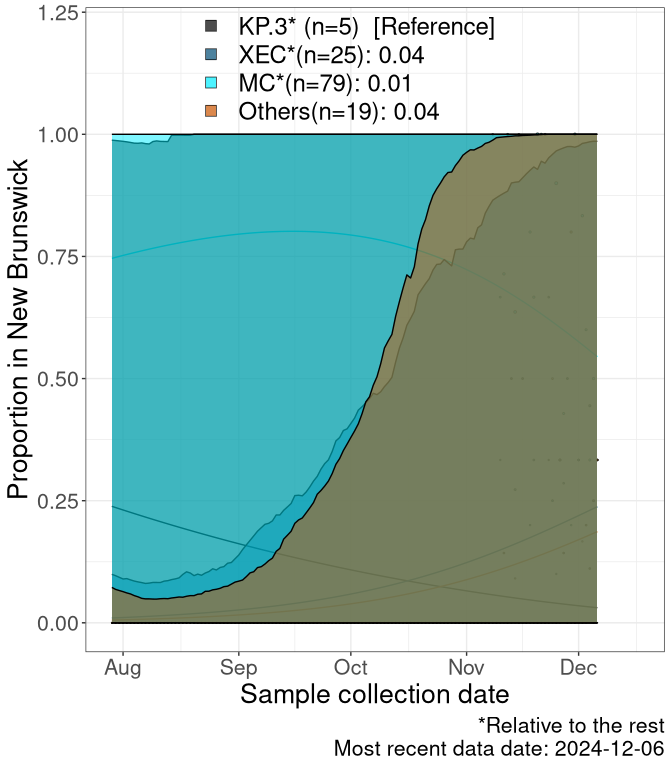 KP.3* (n=5) [Reference]
XEC*(n=25): 0.04
MC*(n=79): 0.01
Others(n=19): 0.04
1.25
1.00
0.75
0.50
0.25
0.00
Proportion in New Brunswick
Aug Sep Oct Nov Dec
Sample collection date
*Relative to the rest
Most recent data date: 2024-12-06